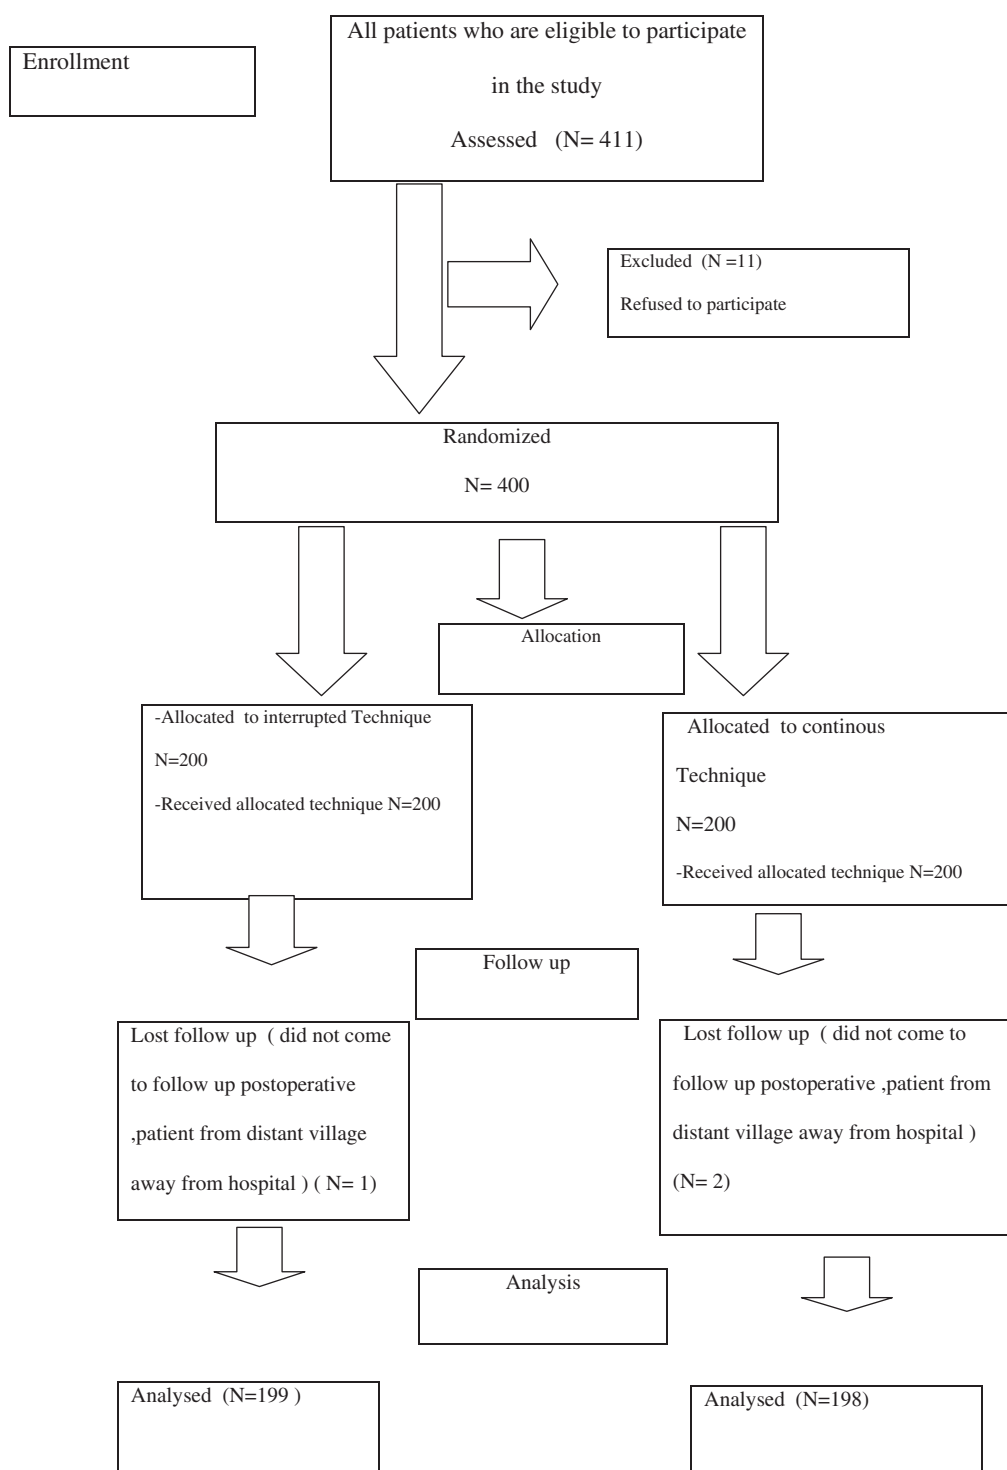 Enrollment
All patients who are eligible to participate
in the study
Assessed (N= 411)
Excluded (N =11)
Refused to participate
Randomized
N= 400
Allocation
-Allocated to interrupted Technique
N=200
-Received allocated technique N=200
Allocated to continous
Technique
N=200
-Received allocated technique N=200
Follow up
Lost follow up ( did not come
to follow up postoperative
,patient from distant village
away from hospital ) ( N= 1)
Lost follow up ( did not come to
follow up postoperative ,patient from
distant village away from hospital )
(N= 2)
Analysis
Analysed (N=199 )
Analysed (N=198)